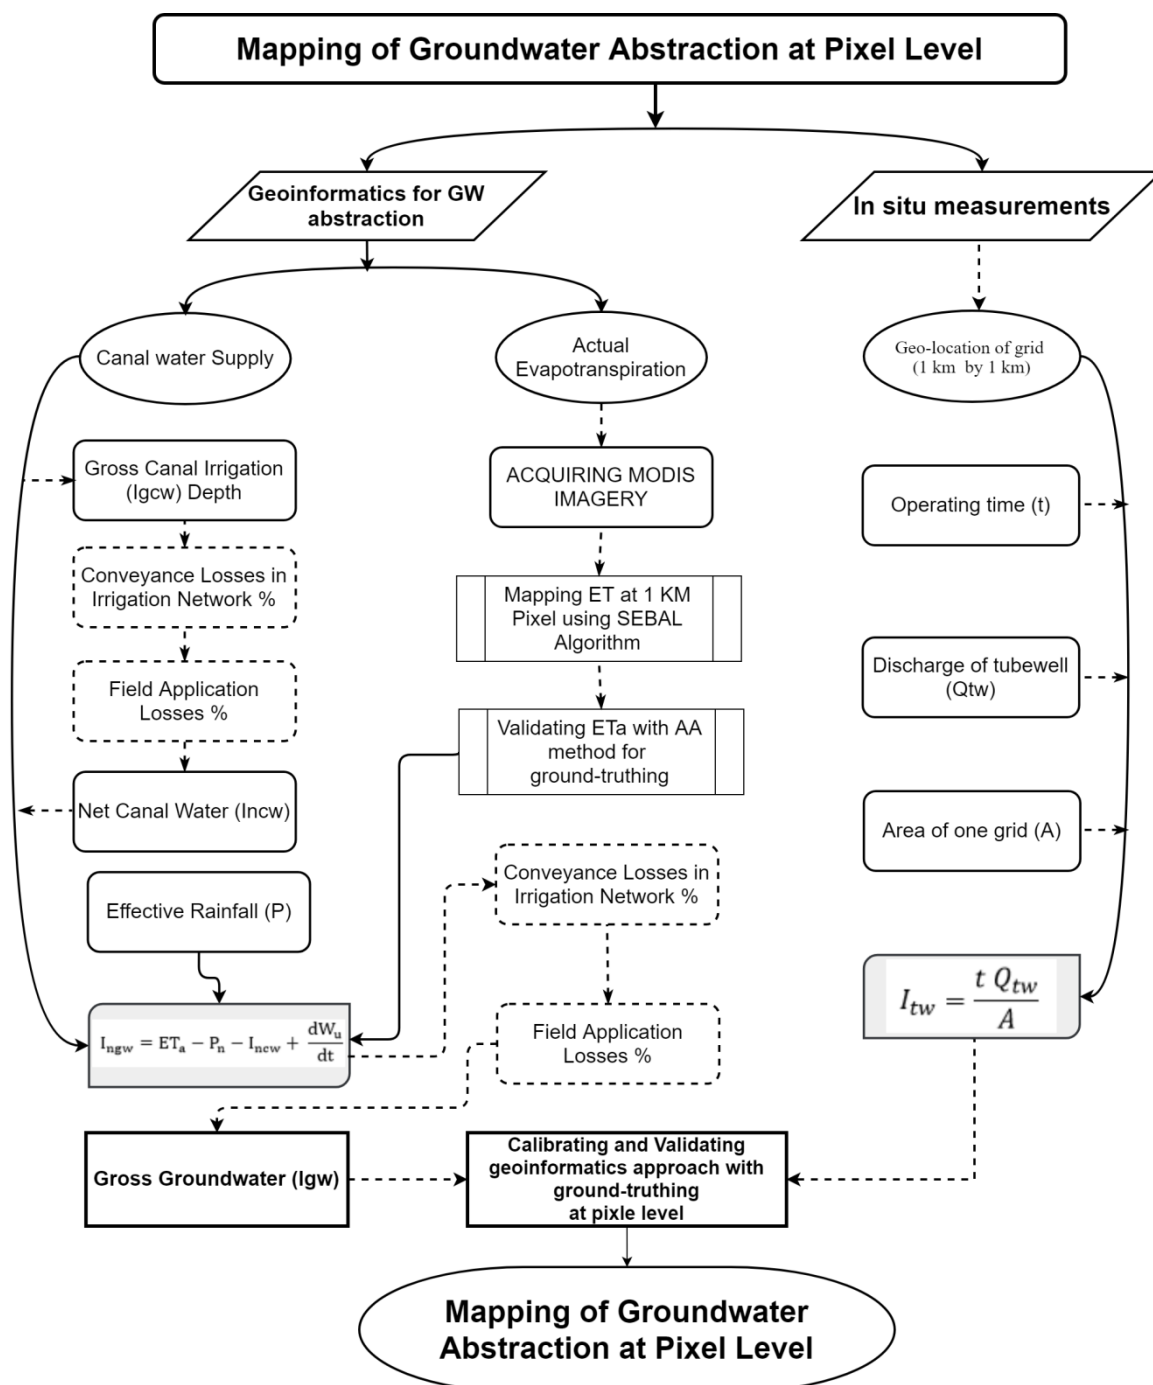 Mapping of Groundwater Abstraction at Pixel Level
Geoinformatics for GW
abstraction
In situ measurements
Canal water Supply
Actual
Evapotranspiration
Geo-location of grid
(1 km by 1 km)
Gross Canal Irrigation
(Igcw) Depth
ACQUIRING MODIS
IMAGERY
Operating time (t)
Conveyance Losses in
Irrigation Network %
Mapping ET at 1 KM
Pixel using SEBAL
Algorithm
Field Application
Losses %
Discharge of tubewell
(Qtw)
Validating ETa with AA
method for
ground-truthing
Net Canal Water (Incw)
Area of one grid (A)
Effective Rainfall (P)
Conveyance Losses in
Irrigation Network %
I_ngw = ET_a − P_n − I_ncw + dW_u/dt
Field Application
Losses %
I_tw = t Q_tw / A
Gross Groundwater (Igw)
Calibrating and Validating
geoinformatics approach with
ground-truthing
at pixle level
Mapping of Groundwater
Abstraction at Pixel Level